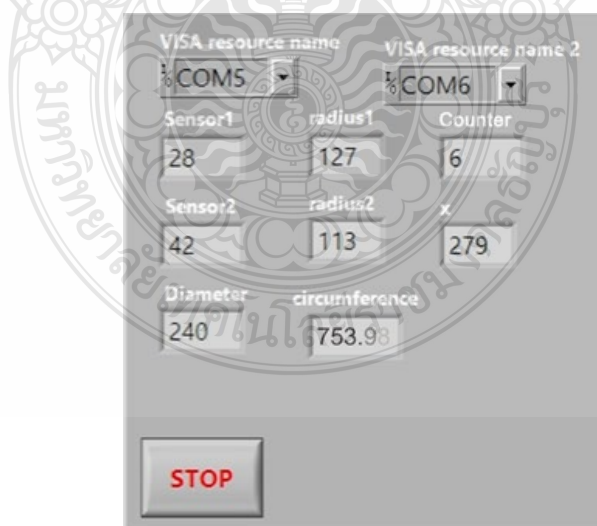 VISA resource name
VISA resource name 2
COM5
COM6
Sensor1
radius1
Counter
28
127
6
Sensor2
radius2
x
42
113
279
Diameter
circumference
240
753.98
STOP